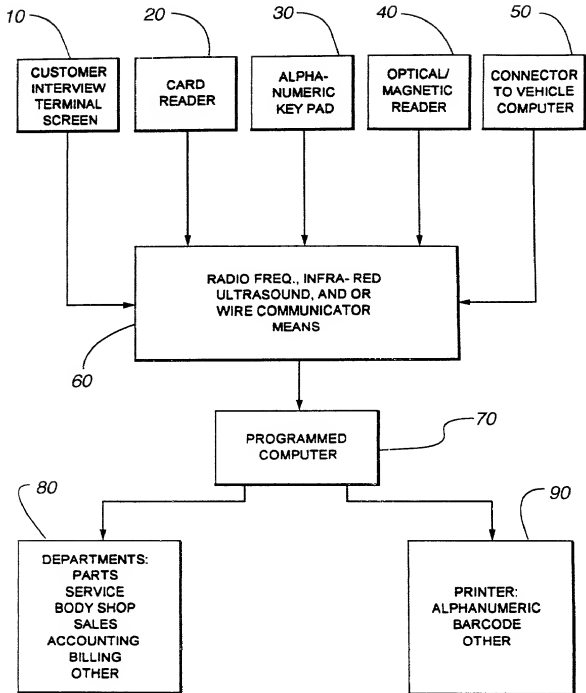 10
20
30
40
50
CUSTOMER
INTERVIEW
TERMINAL
SCREEN
CARD
READER
ALPHA-
NUMERIC
KEY PAD
OPTICAL/
MAGNETIC
READER
CONNECTOR
TO VEHICLE
COMPUTER
RADIO FREQ., INFRA- RED
ULTRASOUND, AND OR
WIRE COMMUNICATOR
MEANS
60
PROGRAMMED
COMPUTER
70
80
DEPARTMENTS:
PARTS
SERVICE
BODY SHOP
SALES
ACCOUNTING
BILLING
OTHER
90
PRINTER:
ALPHANUMERIC
BARCODE
OTHER